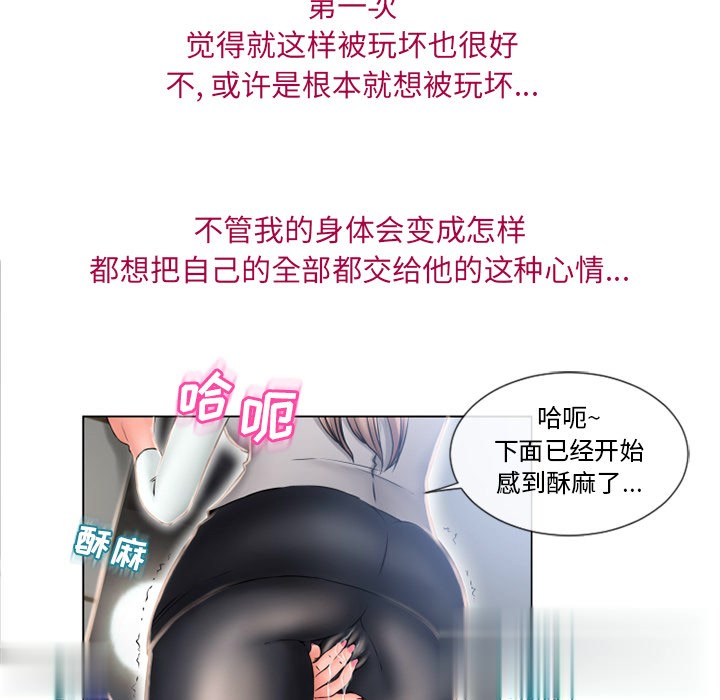 第一次
觉得就这样被玩坏也很好
不, 或许是根本就想被玩坏...
不管我的身体会变成怎样
都想把自己的全部都交给他的这种心情...
哈呃
哈呃~
下面已经开始
感到酥麻了...
酥麻